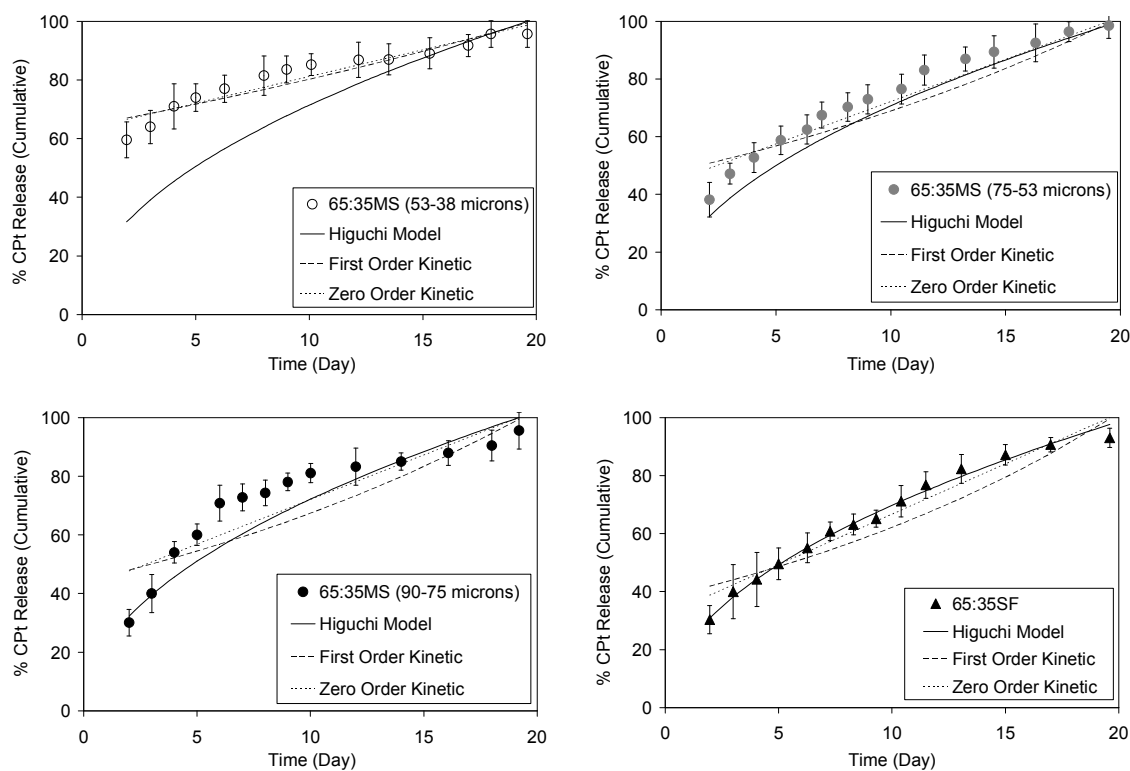 % CPt Release (Cumulative)
100
80
60
40
20
0
65:35MS (53-38 microns)
Higuchi Model
First Order Kinetic
Zero Order Kinetic
0 5 10 15 20
Time (Day)
% CPt Release (Cumulative)
100
80
60
40
20
0
65:35MS (75-53 microns)
Higuchi Model
First Order Kinetic
Zero Order Kinetic
0 5 10 15 20
Time (Day)
% CPt Release (Cumulative)
100
80
60
40
20
0
65:35MS (90-75 microns)
Higuchi Model
First Order Kinetic
Zero Order Kinetic
0 5 10 15 20
Time (Day)
% CPt Release (Cumulative)
100
80
60
40
20
0
65:35SF
Higuchi Model
First Order Kinetic
Zero Order Kinetic
0 5 10 15 20
Time (Day)